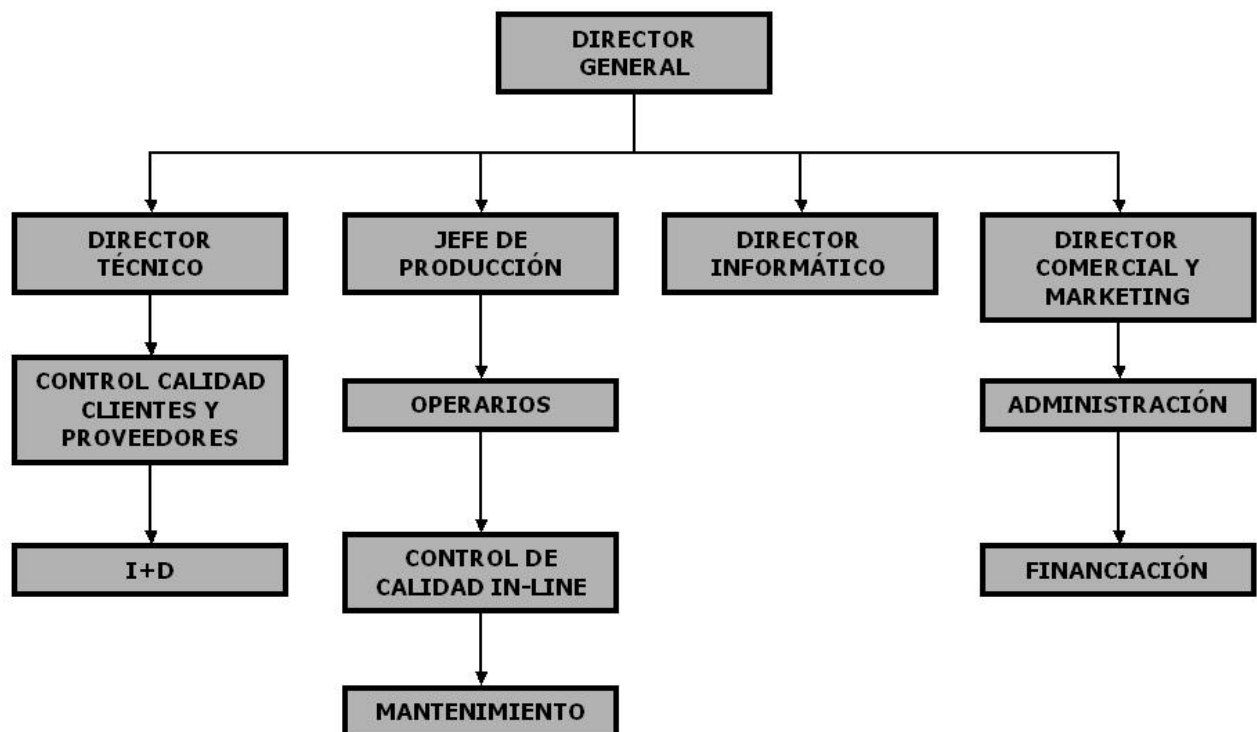 DIRECTOR
GENERAL
DIRECTOR
TÉCNICO
JEFE DE
PRODUCCIÓN
DIRECTOR
INFORMÁTICO
DIRECTOR
COMERCIAL Y
MARKETING
CONTROL CALIDAD
CLIENTES Y
PROVEEDORES
OPERARIOS
ADMINISTRACIÓN
I+D
CONTROL DE
CALIDAD IN-LINE
FINANCIACIÓN
MANTENIMIENTO